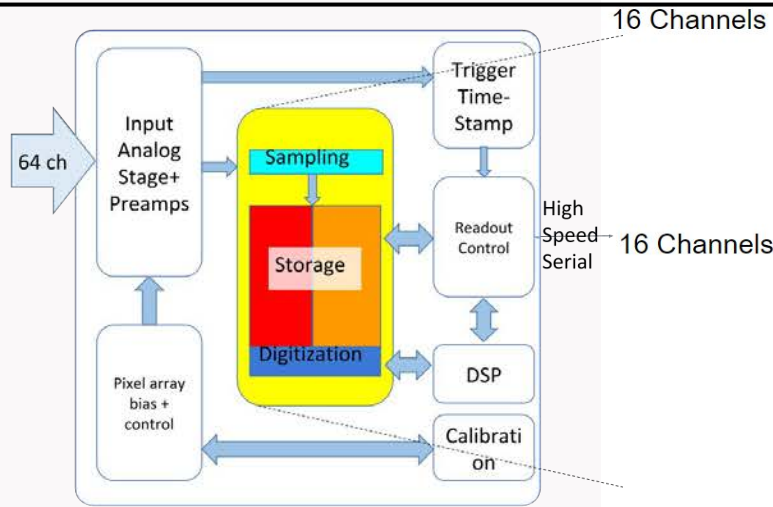 16 Channels
Trigger
Time-
Stamp
Input
Analog
Stage+
Preamps
64 ch
Sampling
Storage
Digitization
Readout
Control
High
Speed
Serial
16 Channels
Pixel array
bias +
control
DSP
Calibrati
on